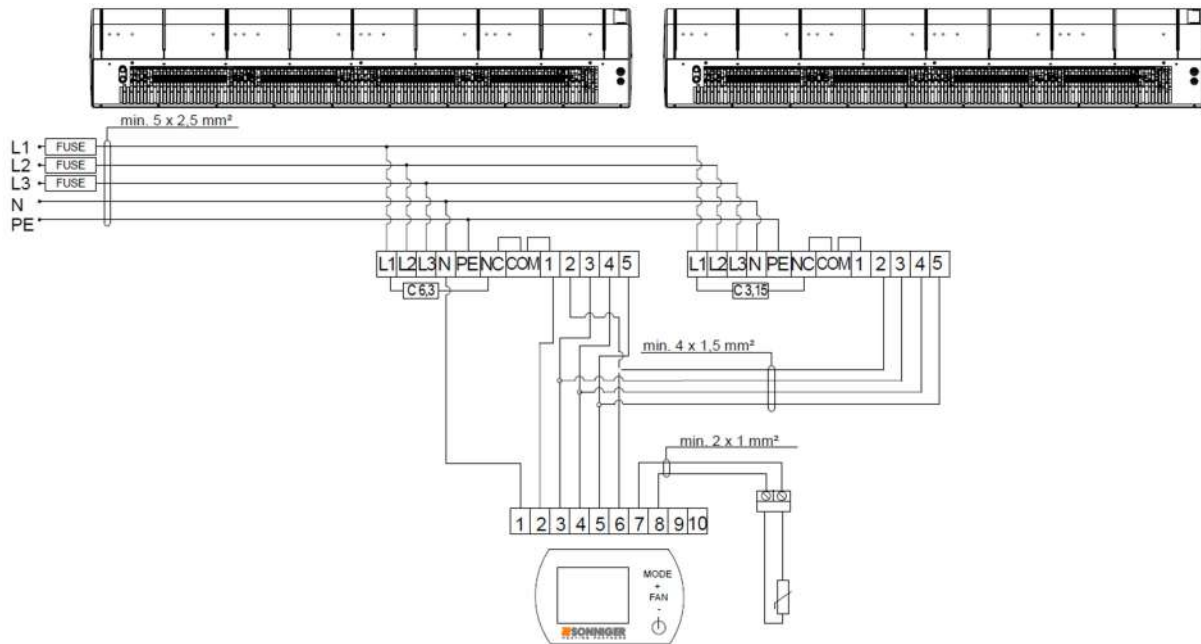 min. 5 x 2,5 mm²
L1 FUSE
L2 FUSE
L3 FUSE
N
PE
L1 L2 L3 N PE NC COM 1 2 3 4 5
L1 L2 L3 N PE NC COM 1 2 3 4 5
C 6,3
C 3,15
min. 4 x 1,5 mm²
min. 2 x 1 mm²
1 2 3 4 5 6 7 8 9 10
MODE
+
FAN
-
SONNIGER
HEATING PARTNERS